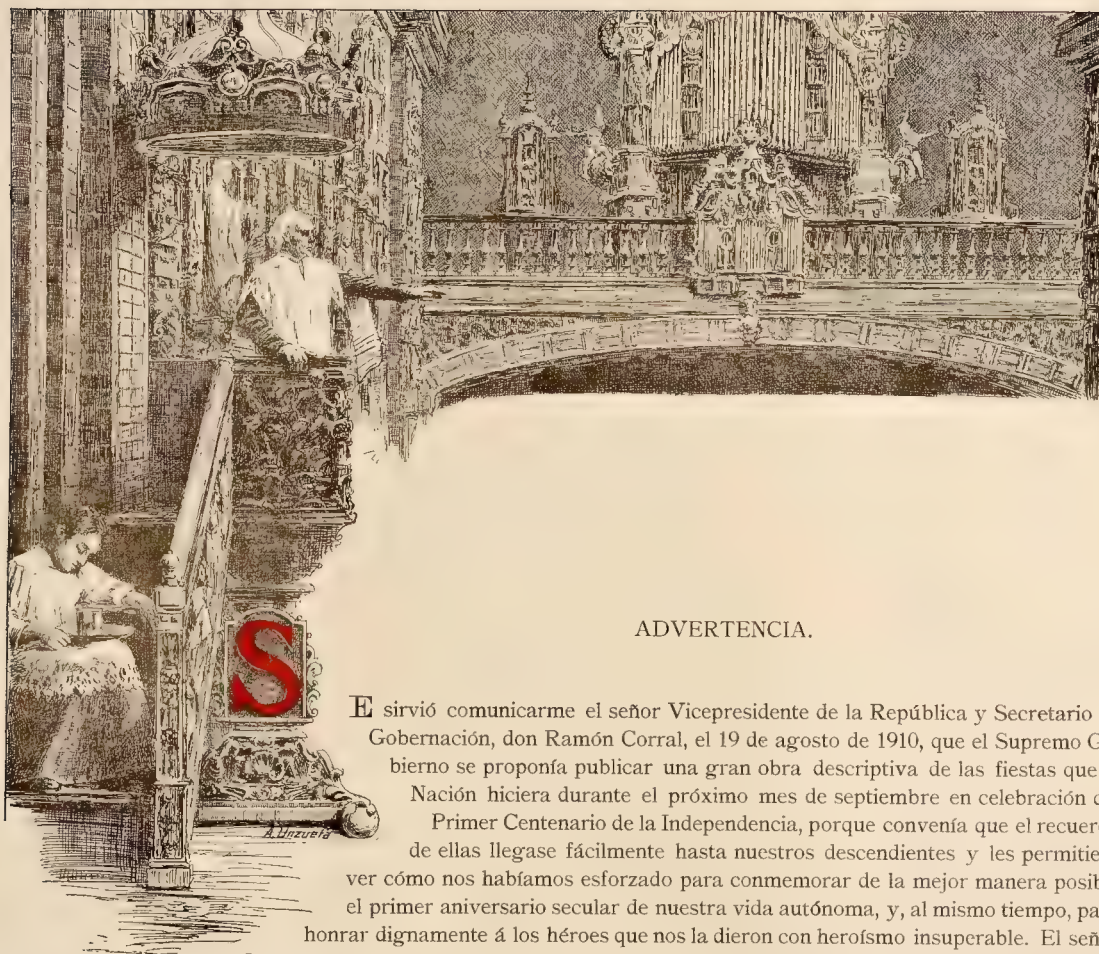 ADVERTENCIA.
SE sirvió comunicarme el señor Vicepresidente de la República y Secretario
Gobernación, don Ramón Corral, el 19 de agosto de 1910, que el Supremo G
bierno se proponía publicar una gran obra descriptiva de las fiestas que
Nación hiciera durante el próximo mes de septiembre en celebración d
Primer Centenario de la Independencia, porque convenía que el recuer
de ellas llegase fácilmente hasta nuestros descendientes y les permitie
ver cómo nos habíamos esforzado para conmemorar de la mejor manera posib
el primer aniversario secular de nuestra vida autónoma, y, al mismo tiempo, pa
honrar dignamente á los héroes que nos la dieron con heroísmo insuperable. El señ
A. Unzueta